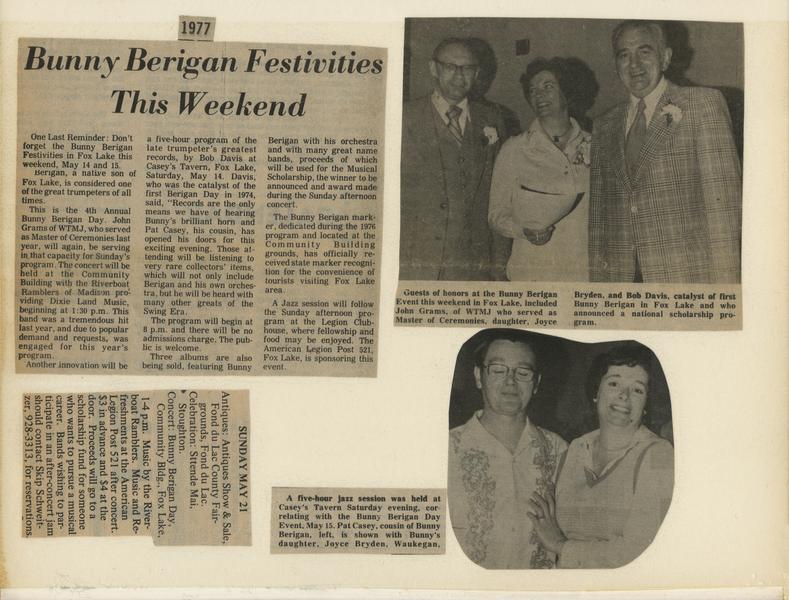 1977
Bunny Berigan Festivities
This Weekend
One Last Reminder: Don't
forget the Bunny Berigan
Festivities in Fox Lake this
weekend, May 14 and 15.
Berigan, a native son of
Fox Lake, is considered one
of the great trumpeters of all
times.
This is the 4th Annual
Bunny Berigan Day. John
Grams of WTMJ, who served
as Master of Ceremonies last
year, will again, be serving
in that capacity for Sunday's
program. The concert will be
held at the Community
Building with the Riverboat
Ramblers of Madison pro-
viding Dixie Land Music,
beginning at 1:30 p.m. This
band was a tremendous hit
last year, and due to popular
demand and requests, was
engaged for this year's
program.
Another innovation will be
a five-hour program of the
late trumpeter's greatest
records, by Bob Davis at
Casey's Tavern, Fox Lake,
Saturday, May 14. Davis,
who was the catalyst of the
first Berigan Day in 1974,
said, "Records are the only
means we have of hearing
Bunny's brilliant horn and
Pat Casey, his cousin, has
opened his doors for this
exciting evening. Those at-
tending will be listening to
very rare collectors' items,
which will not only include
Berigan and his own orches-
tra, but he will be heard with
many other greats of the
Swing Era.
The program will begin at
8 p.m. and there will be no
admissions charge. The pub-
lic is welcome.
Three albums are also
being sold, featuring Bunny
Berigan with his orchestra
and with many great name
bands, proceeds of which
will be used for the Musical
Scholarship, the winner to be
announced and award made
during the Sunday afternoon
concert.
The Bunny Berigan mark-
er, dedicated during the 1976
program and located at the
Community Building
grounds, has officially re-
ceived state marker recogni-
tion for the convenience of
tourists visiting Fox Lake
area.
A Jazz session will follow
the Sunday afternoon pro-
gram at the Legion Club-
house, where fellowship and
food may be enjoyed. The
American Legion Post 521,
Fox Lake, is sponsoring this
event.
Guests of honors at the Bunny Berigan
Event this weekend in Fox Lake, included
John Grams, of WTMJ who served as
Master of Ceremonies, daughter, Joyce
Bryden, and Bob Davis, catalyst of first
Bunny Berigan in Fox Lake and who
announced a national scholarship pro-
gram.
SUNDAY MAY 21
Antiques: Antiques Show & Sale,
Fond du Lac County Fair-
grounds, Fond du Lac.
Celebration: Sttende Mai,
Stoughton.
Concert: Bunny Berigan Day,
Community Bldg., Fox Lake,
1-4 p.m. Music by the River-
boat Ramblers. Music and Re-
freshments at the American
Legion Post 521 after concert.
$3 in advance and $4 at the
door. Proceeds will go to a
scholarship fund for someone
who wants to pursue a musical
career. Bands wishing to par-
ticipate in an after-concert jam
should contact Skip Schweit-
zer, 928-3313, for reservations.
A five-hour jazz session was held at
Casey's Tavern Saturday evening, cor-
relating with the Bunny Berigan Day
Event, May 15. Pat Casey, cousin of Bunny
Berigan, left, is shown with Bunny's
daughter, Joyce Bryden, Waukegan,